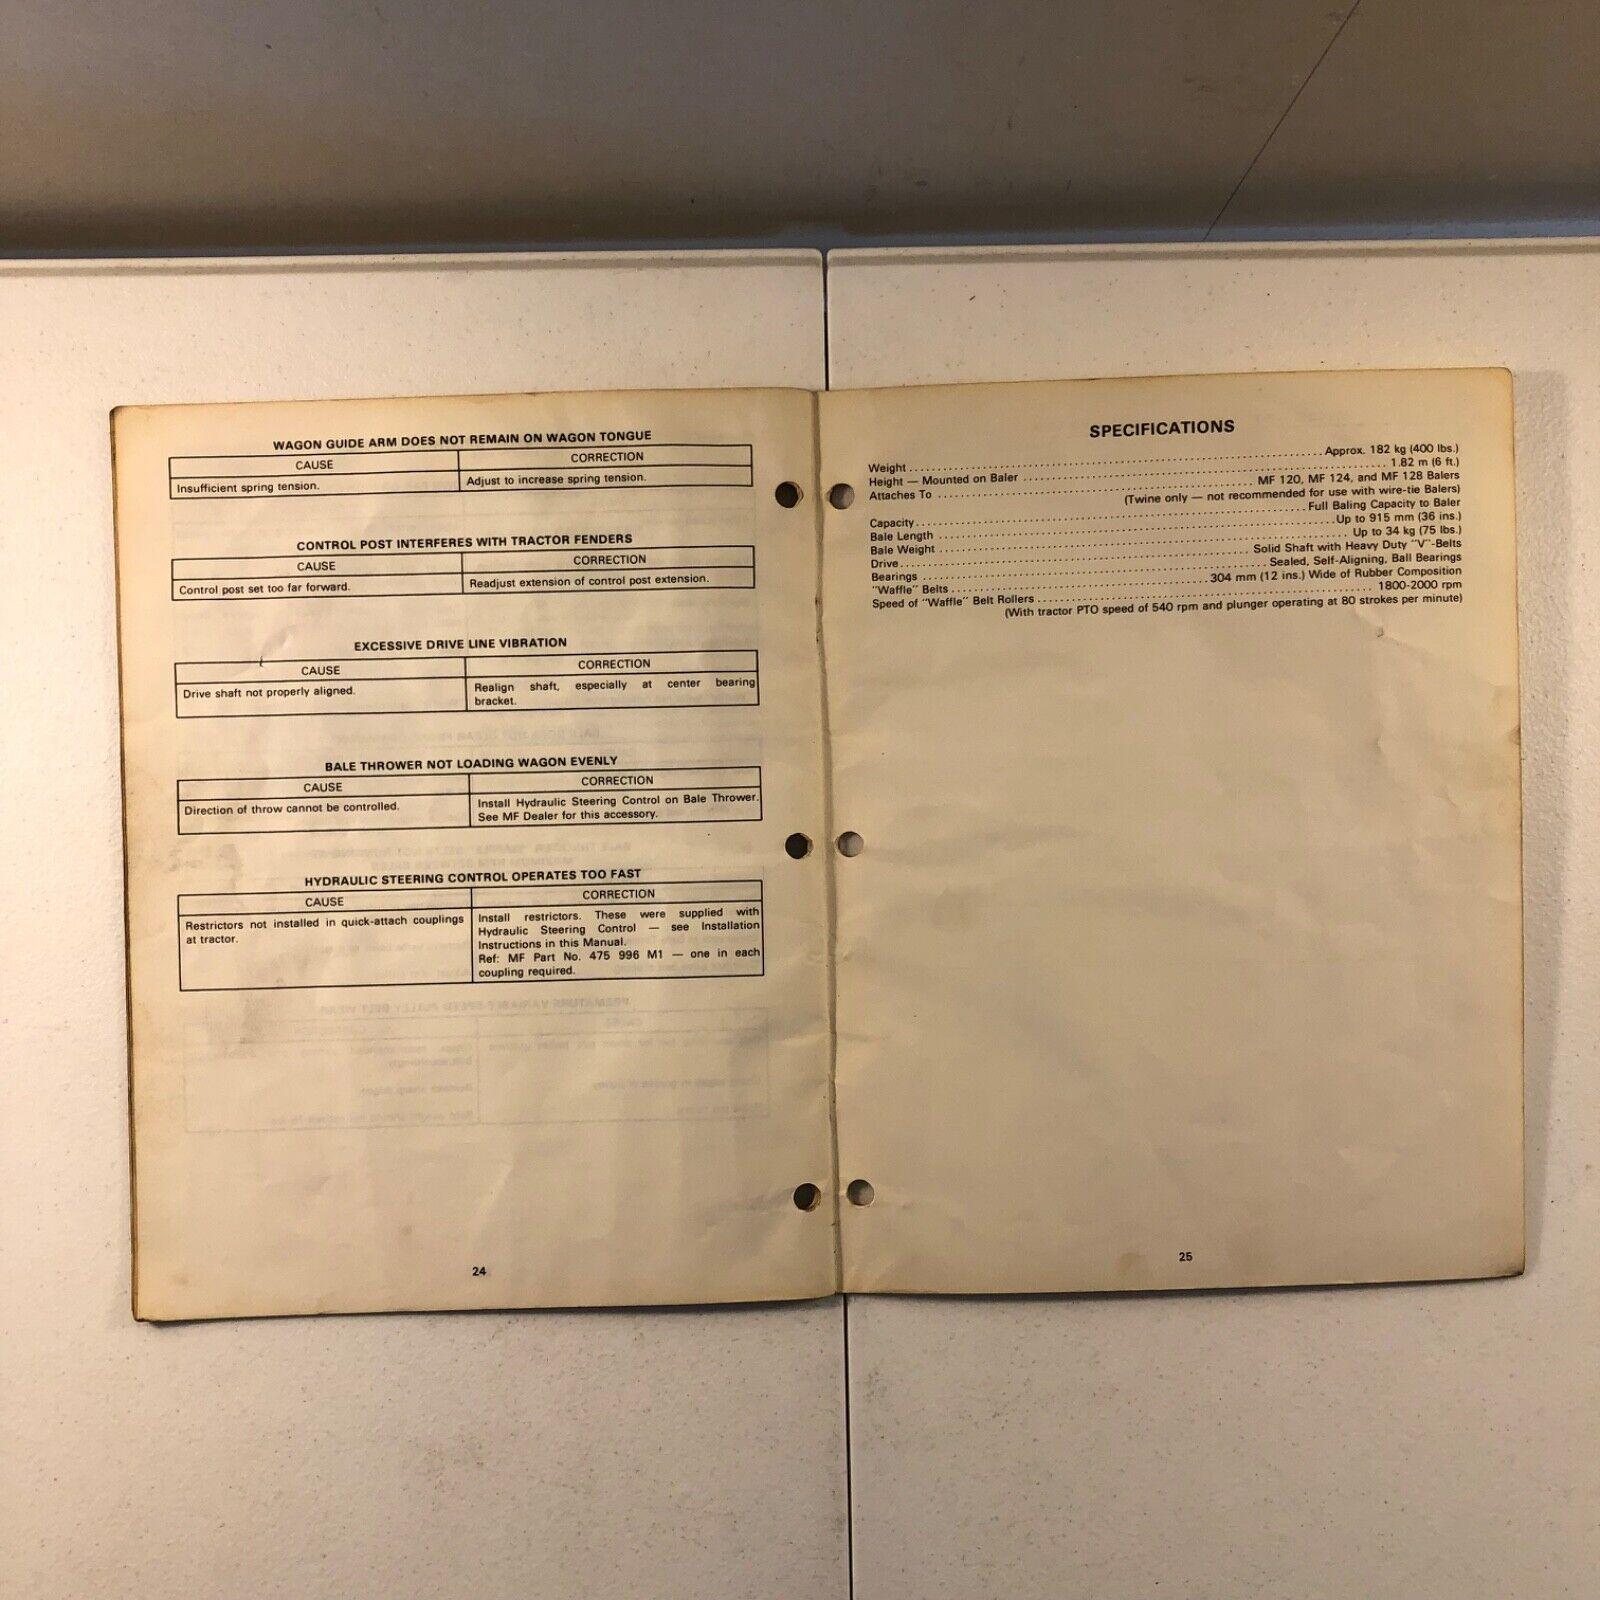 WAGON GUIDE ARM DOES NOT REMAIN ON WAGON TONGUE
CAUSE CORRECTION
Insufficient spring tension. Adjust to increase spring tension.
CONTROL POST INTERFERES WITH TRACTOR FENDERS
CAUSE CORRECTION
Control post set too far forward. Readjust extension of control post extension.
EXCESSIVE DRIVE LINE VIBRATION
CAUSE CORRECTION
Drive shaft not properly aligned. Realign shaft, especially at center bearing
bracket.
BALE THROWER NOT LOADING WAGON EVENLY
CAUSE CORRECTION
Direction of throw cannot be controlled. Install Hydraulic Steering Control on Bale Thrower.
See MF Dealer for this accessory.
HYDRAULIC STEERING CONTROL OPERATES TOO FAST
CAUSE CORRECTION
Restrictors not installed in quick-attach couplings Install restrictors. These were supplied with
at tractor. Hydraulic Steering Control — see Installation
Instructions in this Manual.
Ref: MF Part No. 475 996 M1 — one in each
coupling required.
24
SPECIFICATIONS
Weight ........ Approx. 182 kg (400 lbs.)
Height — Mounted on Baler ........ 1.82 m (6 ft.)
Attaches To ........ MF 120, MF 124, and MF 128 Balers
(Twine only — not recommended for use with wire-tie Balers)
Capacity ........ Full Baling Capacity to Baler
Bale Length ........ Up to 915 mm (36 ins.)
Bale Weight ........ Up to 34 kg (75 lbs.)
Drive ........ Solid Shaft with Heavy Duty "V"-Belts
Bearings ........ Sealed, Self-Aligning, Ball Bearings
"Waffle" Belts ........ 304 mm (12 ins.) Wide of Rubber Composition
Speed of "Waffle" Belt Rollers ........ 1800-2000 rpm
(With tractor PTO speed of 540 rpm and plunger operating at 80 strokes per minute)
25